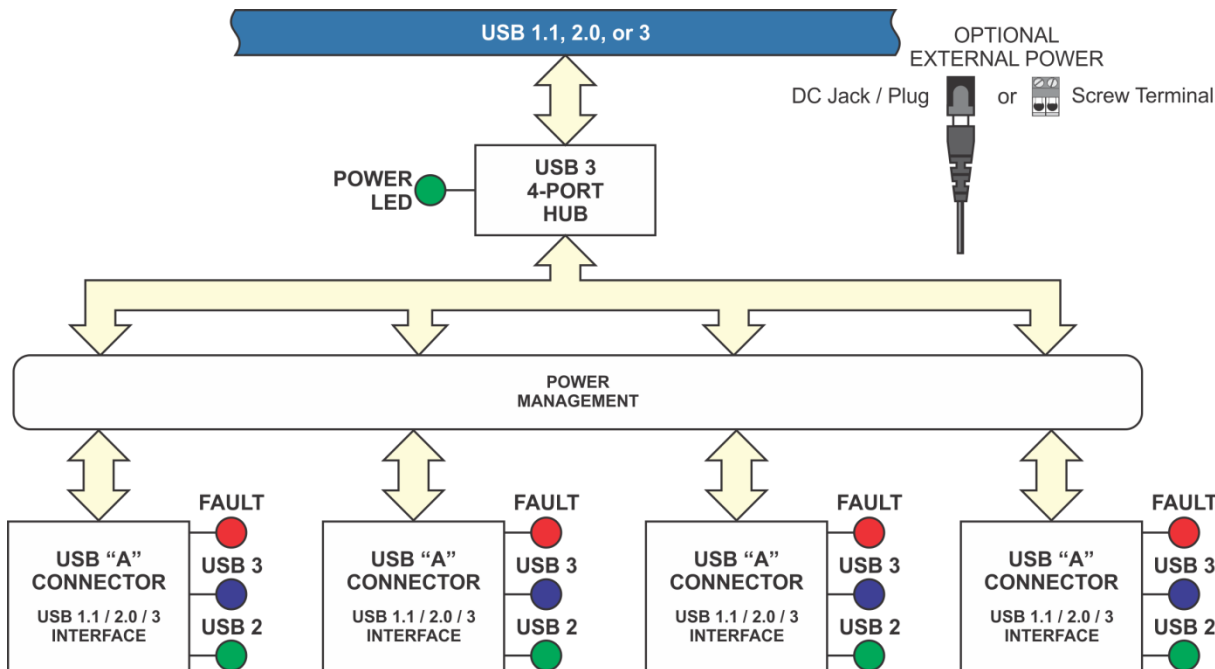 USB 1.1, 2.0, or 3
OPTIONAL
EXTERNAL POWER
DC Jack / Plug or Screw Terminal
POWER
LED
USB 3
4-PORT
HUB
POWER
MANAGEMENT
FAULT
USB 3
USB 2
USB “A”
CONNECTOR
USB 1.1 / 2.0 / 3
INTERFACE
FAULT
USB 3
USB 2
USB “A”
CONNECTOR
USB 1.1 / 2.0 / 3
INTERFACE
FAULT
USB 3
USB 2
USB “A”
CONNECTOR
USB 1.1 / 2.0 / 3
INTERFACE
FAULT
USB 3
USB 2
USB “A”
CONNECTOR
USB 1.1 / 2.0 / 3
INTERFACE